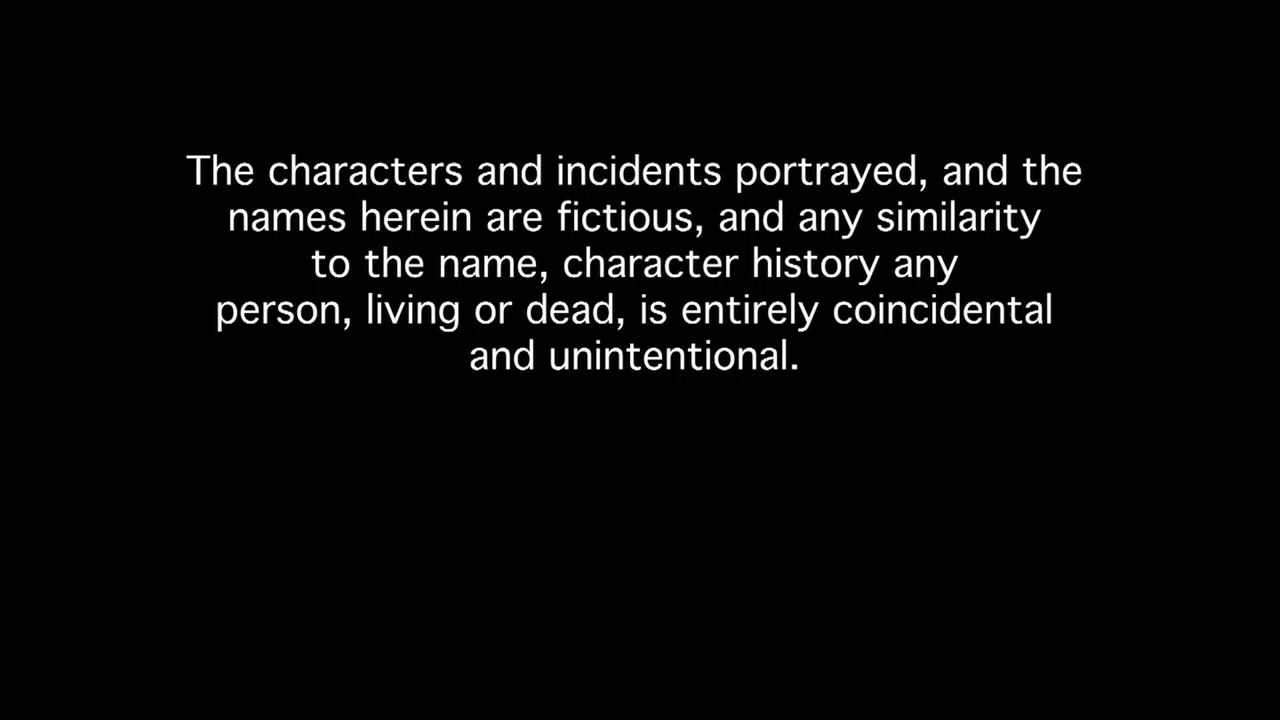 The characters and incidents portrayed, and the
names herein are fictious, and any similarity
to the name, character history any
person, living or dead, is entirely coincidental
and unintentional.